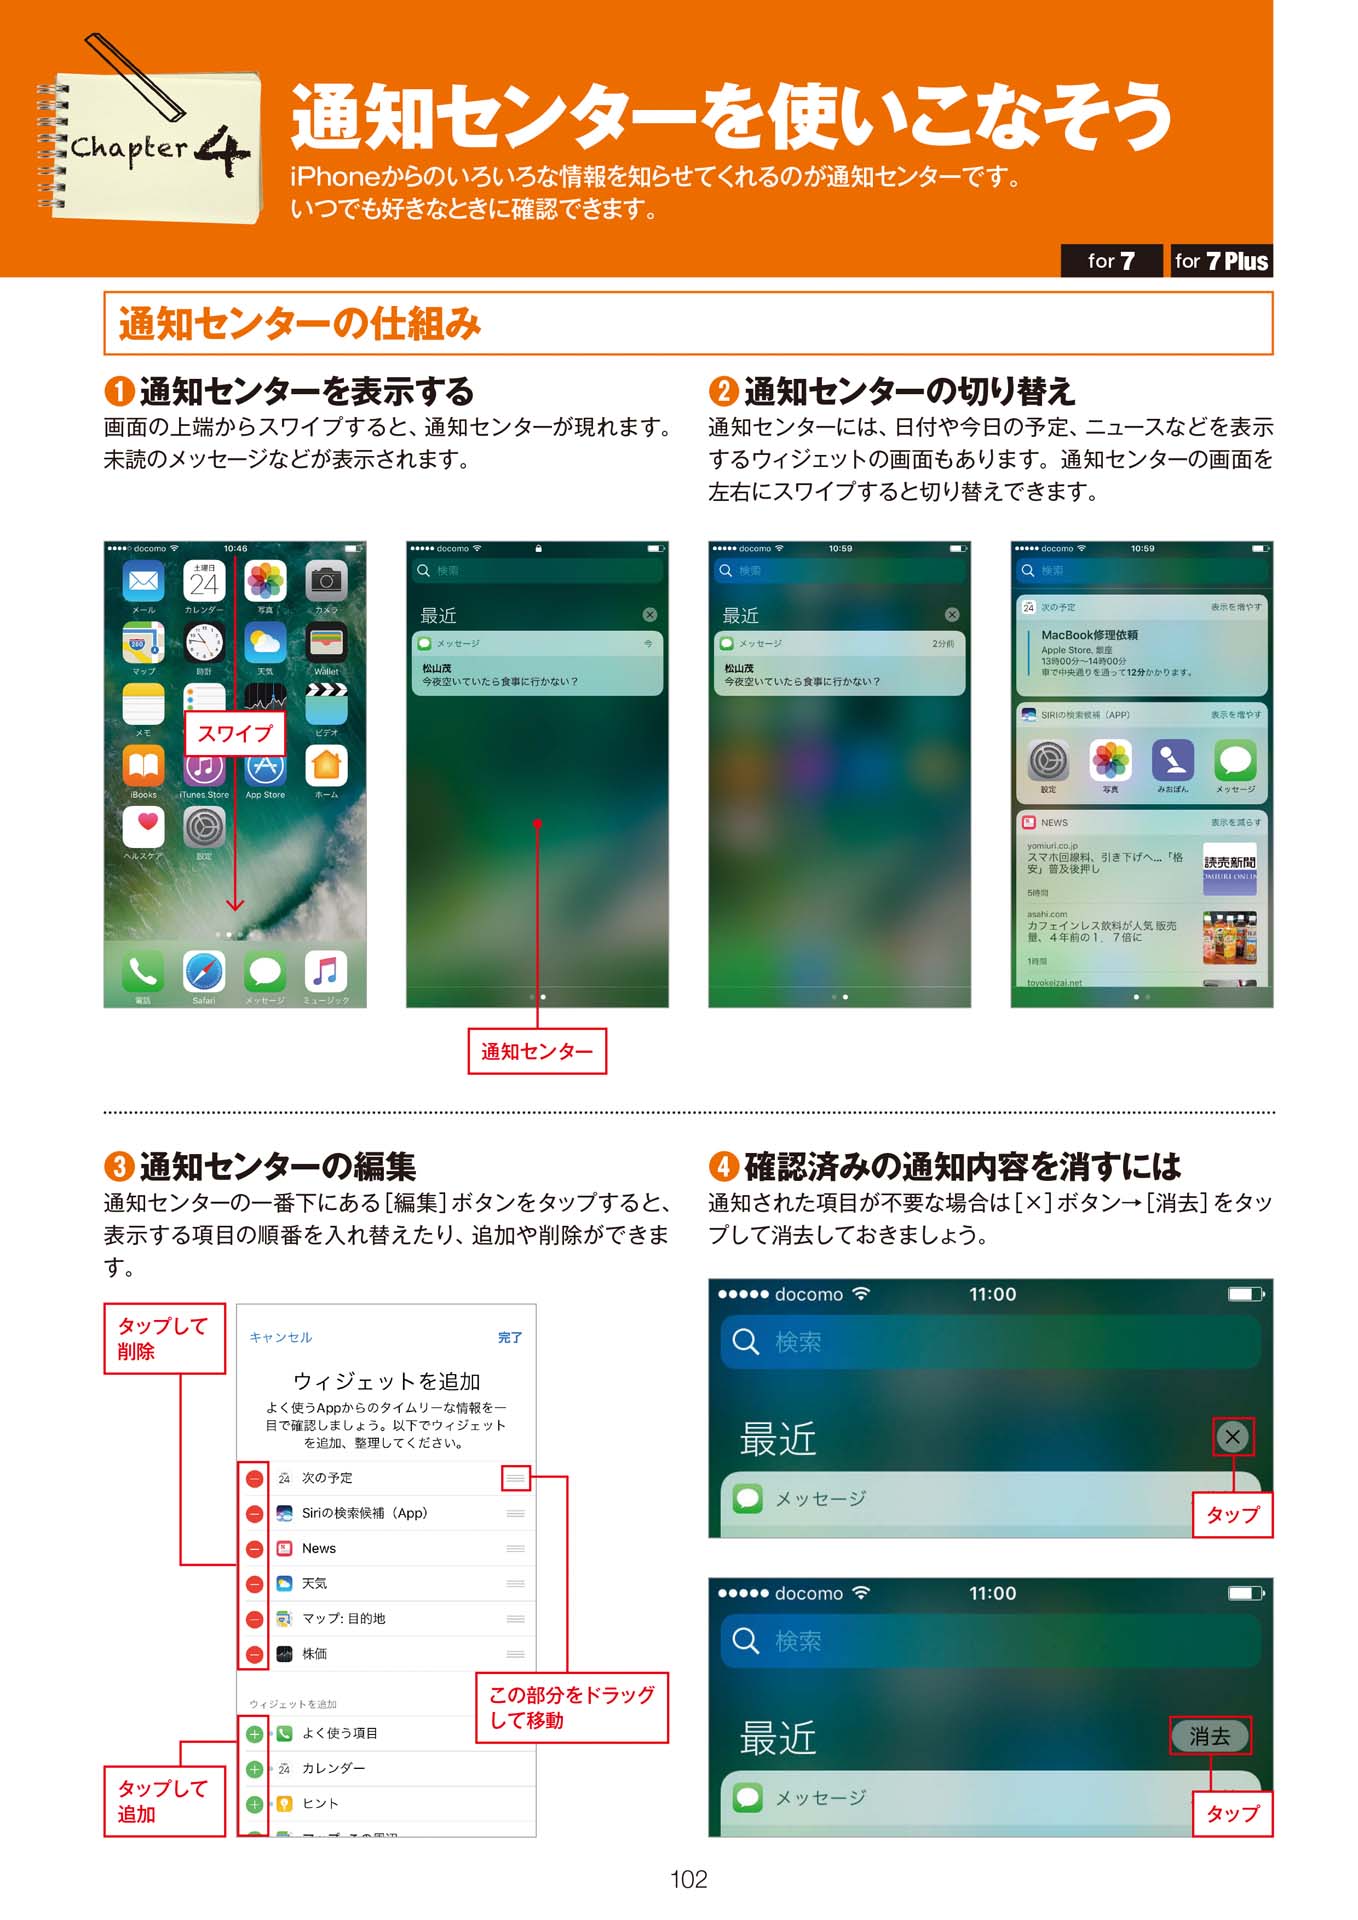 Chapter 4
通知センターを使いこなそう
iPhoneからのいろいろな情報を知らせてくれるのが通知センターです。
いつでも好きなときに確認できます。
for 7
for 7 Plus
通知センターの仕組み
1 通知センターを表示する
画面の上端からスワイプすると、通知センターが現れます。
未読のメッセージなどが表示されます。
docomo 10:46
メール
土曜日
24
カレンダー
写真
カメラ
280
マップ
時計
天気
Wallet
メモ
スワイプ
ビデオ
iBooks
iTunes Store
App Store
ホーム
ヘルスケア
設定
電話
Safari
メッセージ
ミュージック
docomo
検索
最近
メッセージ 今
松山茂
今夜空いていたら食事に行かない？
通知センター
2 通知センターの切り替え
通知センターには、日付や今日の予定、ニュースなどを表示
するウィジェットの画面もあります。通知センターの画面を
左右にスワイプすると切り替えできます。
docomo 10:59
検索
最近
メッセージ 2分前
松山茂
今夜空いていたら食事に行かない？
docomo 10:59
検索
24 次の予定 表示を増やす
MacBook修理依頼
Apple Store, 銀座
13時00分〜14時00分
車で中央通りを通って12分かかります。
SIRIの検索候補（APP） 表示を増やす
設定
写真
みおぽん
メッセージ
NEWS 表示を減らす
yomiuri.co.jp
スマホ回線料、引き下げへ…「格
安」普及後押し
5時間
読売新聞
OMIURI ONLIN
asahi.com
カフェインレス飲料が人気 販売
量、４年前の１．７倍に
1時間
toyokeizai.net
3 通知センターの編集
通知センターの一番下にある［編集］ボタンをタップすると、
表示する項目の順番を入れ替えたり、追加や削除ができま
す。
タップして
削除
キャンセル 完了
ウィジェットを追加
よく使うAppからのタイムリーな情報を一
目で確認しましょう。以下でウィジェット
を追加、整理してください。
24 次の予定
Siriの検索候補（App）
News
天気
マップ: 目的地
株価
この部分をドラッグ
して移動
ウィジェットを追加
よく使う項目
24 カレンダー
ヒント
タップして
追加
4 確認済みの通知内容を消すには
通知された項目が不要な場合は［×］ボタン→［消去］をタッ
プして消去しておきましょう。
docomo 11:00
検索
最近
メッセージ
タップ
docomo 11:00
検索
最近
消去
メッセージ
タップ
102